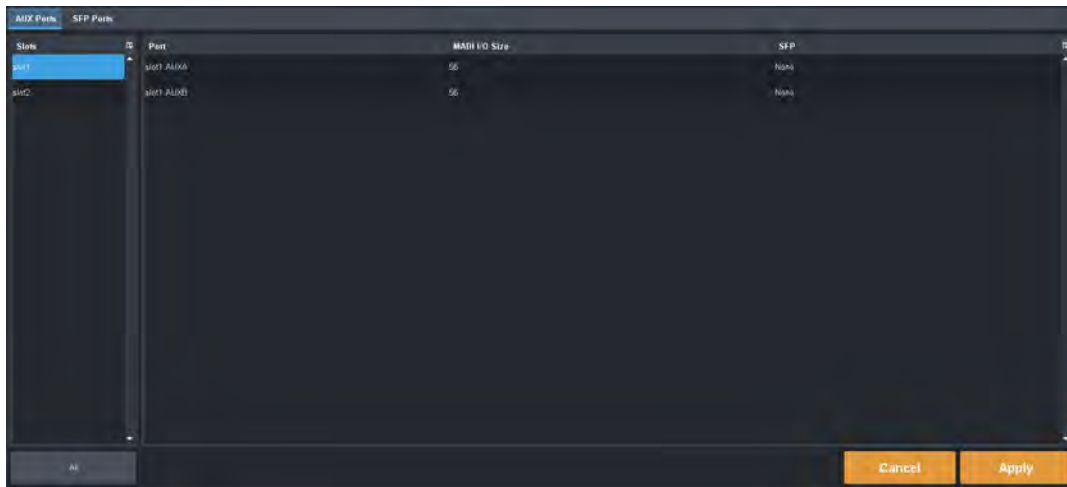 AUX Ports SFP Ports
Slots Port MADI I/O Size SFP
slot1 slot1 AUXA 56 None
slot2 slot1 AUXB 56 None
All Cancel Apply